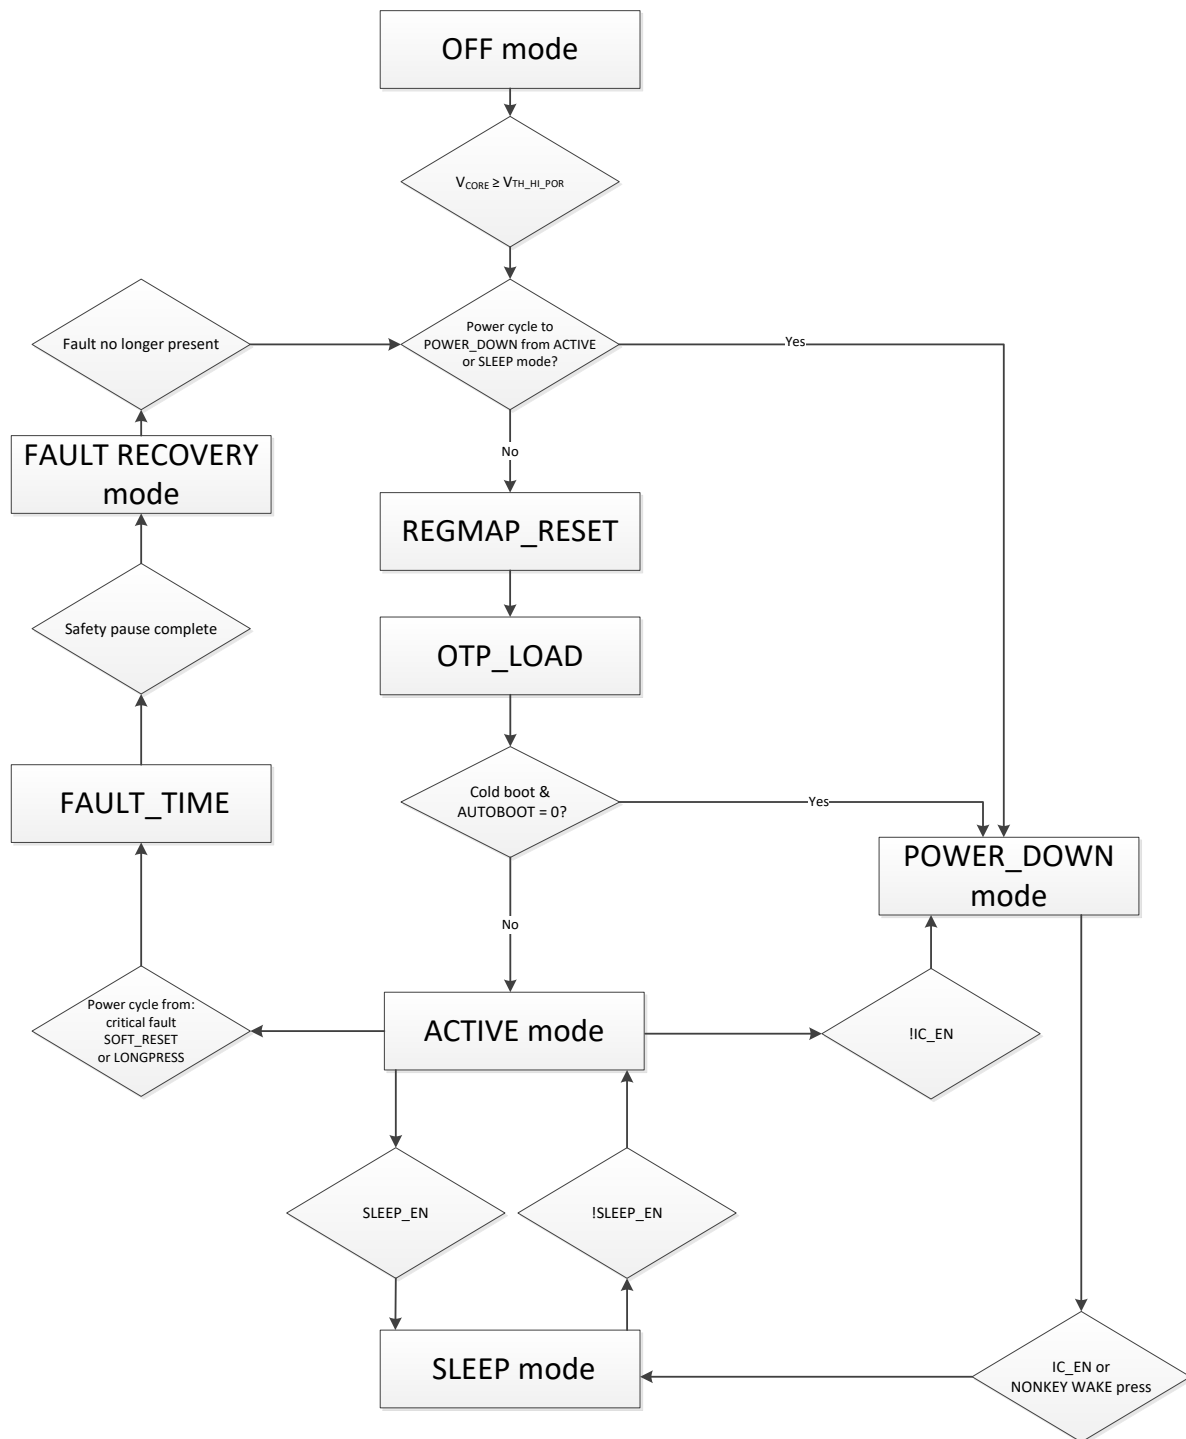 OFF mode
VCORE ≥ VTH_HI_POR
Fault no longer present
Power cycle to
POWER_DOWN from ACTIVE
or SLEEP mode?
Yes
No
FAULT RECOVERY
mode
REGMAP_RESET
Safety pause complete
OTP_LOAD
FAULT_TIME
Cold boot &
AUTOBOOT = 0?
Yes
No
POWER_DOWN
mode
Power cycle from:
critical fault
SOFT_RESET
or LONGPRESS
ACTIVE mode
!IC_EN
SLEEP_EN
!SLEEP_EN
SLEEP mode
IC_EN or
NONKEY WAKE press